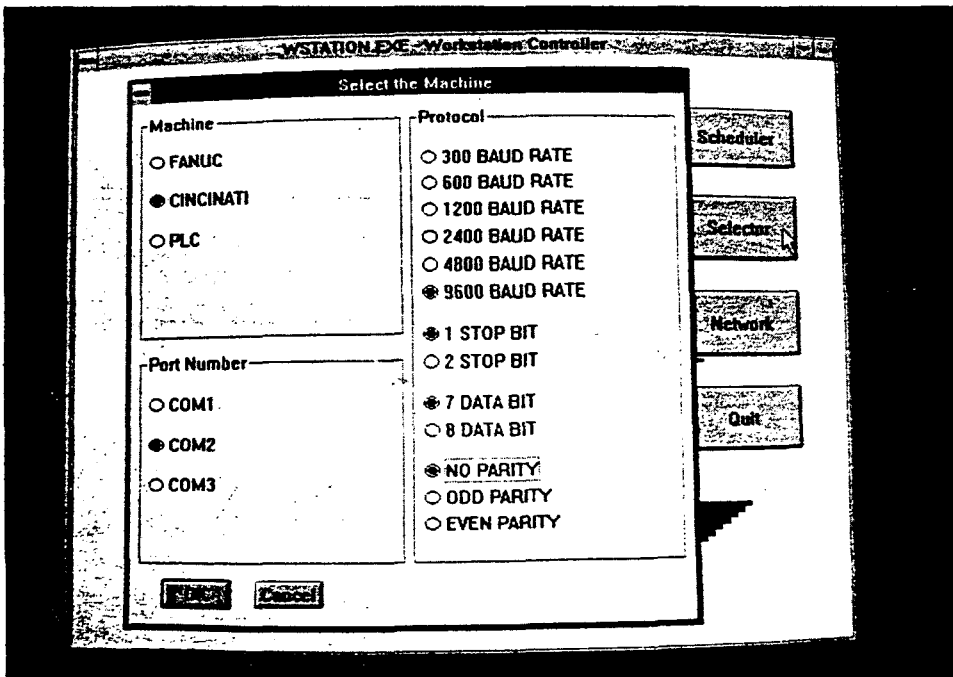 WSTATION.EXE - Workstation Controller
Select the Machine
Machine
FANUC
CINCINATI
PLC
Port Number
COM1
COM2
COM3
Protocol
300 BAUD RATE
600 BAUD RATE
1200 BAUD RATE
2400 BAUD RATE
4800 BAUD RATE
9600 BAUD RATE
1 STOP BIT
2 STOP BIT
7 DATA BIT
8 DATA BIT
NO PARITY
ODD PARITY
EVEN PARITY
Cancel
Scheduler
Selector
Network
Quit